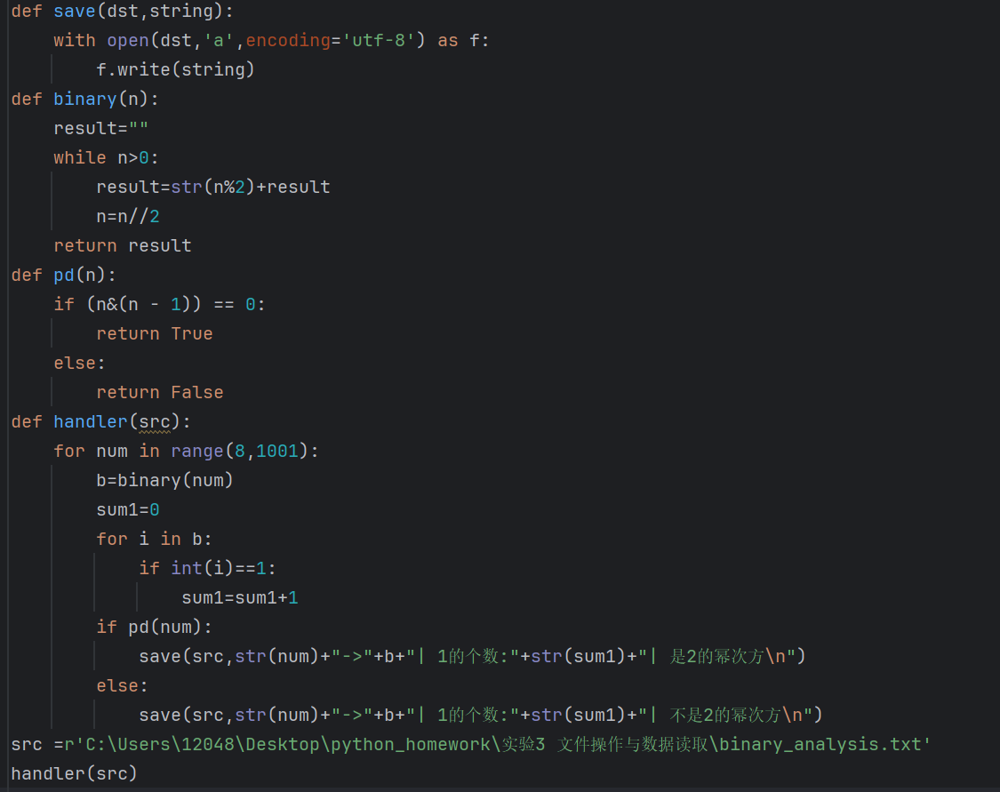 def save(dst,string):
    with open(dst,'a',encoding='utf-8') as f:
        f.write(string)
def binary(n):
    result=""
    while n>0:
        result=str(n%2)+result
        n=n//2
    return result
def pd(n):
    if (n&(n - 1)) == 0:
        return True
    else:
        return False
def handler(src):
    for num in range(8,1001):
        b=binary(num)
        sum1=0
        for i in b:
            if int(i)==1:
                sum1=sum1+1
        if pd(num):
            save(src,str(num)+"->"+b+"| 1的个数:"+str(sum1)+"| 是2的幂次方\n")
        else:
            save(src,str(num)+"->"+b+"| 1的个数:"+str(sum1)+"| 不是2的幂次方\n")
src =r'C:\Users\12048\Desktop\python_homework\实验3 文件操作与数据读取\binary_analysis.txt'
handler(src)